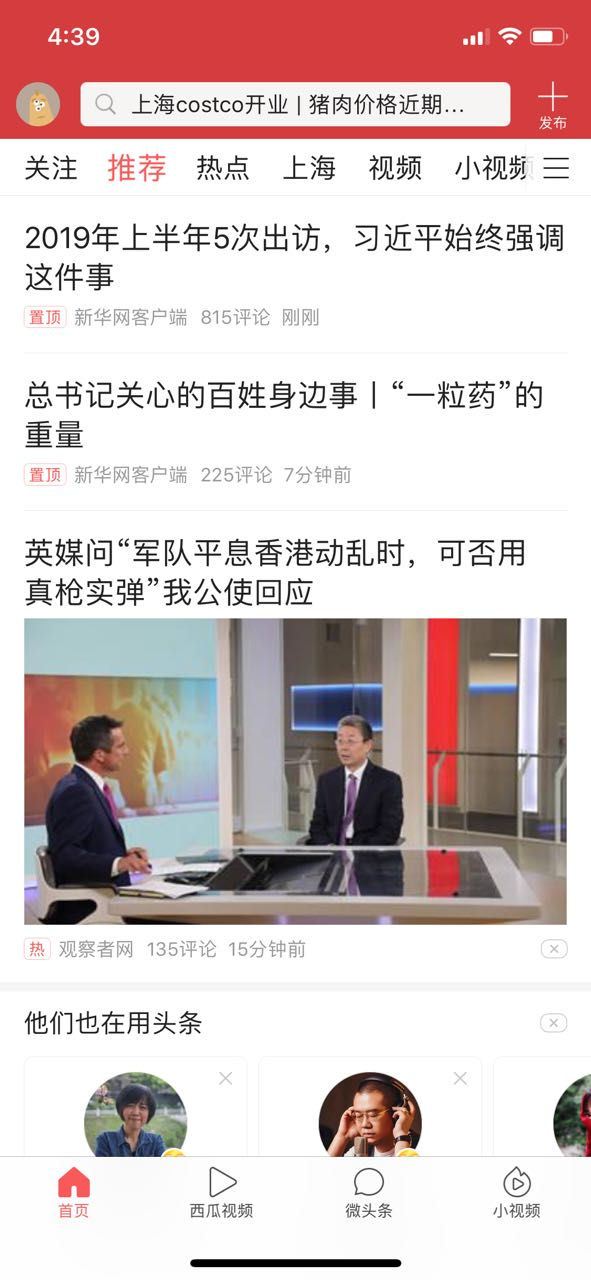 4:39
上海costco开业 | 猪肉价格近期...
发布
关注 推荐 热点 上海 视频 小视频
2019年上半年5次出访，习近平始终强调
这件事
置顶 新华网客户端 815评论 刚刚
总书记关心的百姓身边事丨“一粒药”的
重量
置顶 新华网客户端 225评论 7分钟前
英媒问“军队平息香港动乱时，可否用
真枪实弹”我公使回应
热 观察者网 135评论 15分钟前
他们也在用头条
首页 西瓜视频 微头条 小视频